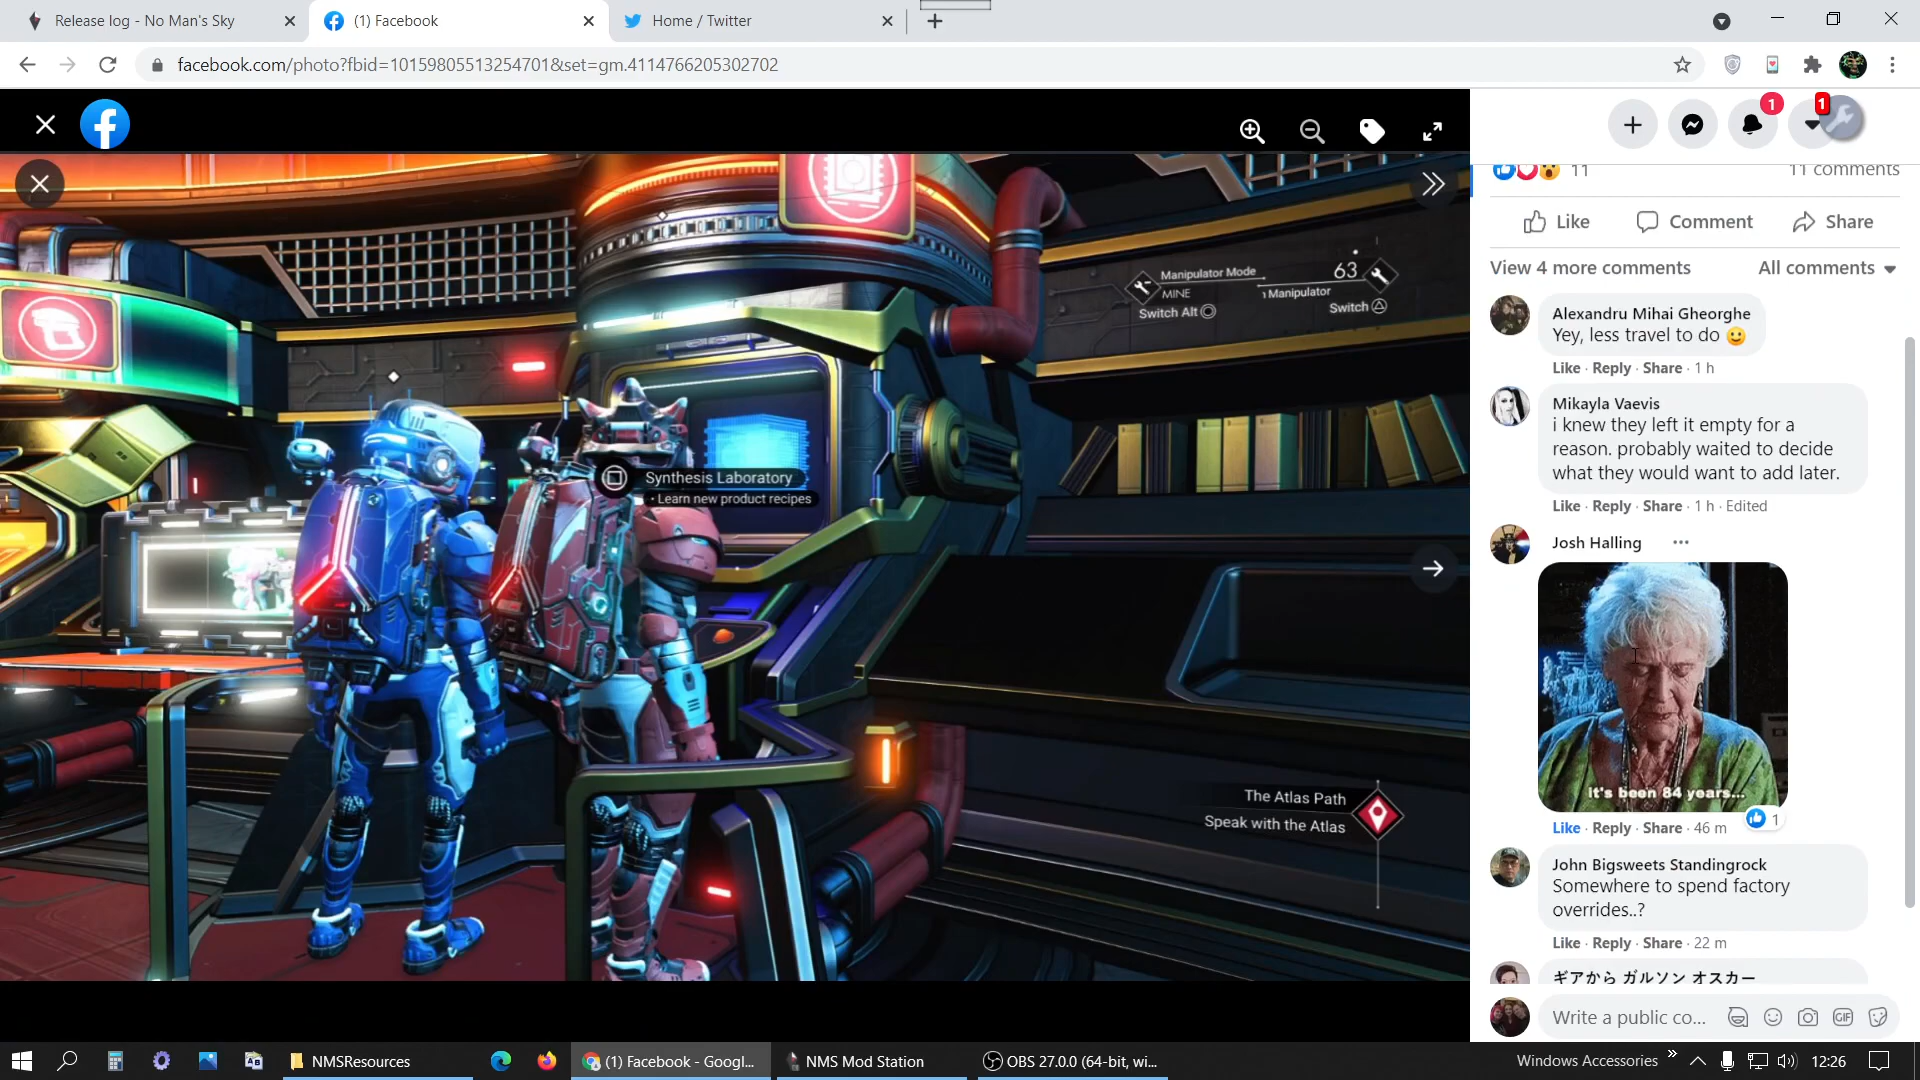 Release log - No Man's Sky
(1) Facebook
Home / Twitter
facebook.com/photo?fbid=10159805513254701&set=gm.4114766205302702
1
1
11
11 comments
Like
Comment
Share
View 4 more comments
All comments
Alexandru Mihai Gheorghe
Yey, less travel to do
Like · Reply · Share · 1 h
Mikayla Vaevis
i knew they left it empty for a
reason. probably waited to decide
what they would want to add later.
Like · Reply · Share · 1 h · Edited
Josh Halling
it's been 84 years...
Like · Reply · Share · 46 m
1
John Bigsweets Standingrock
Somewhere to spend factory
overrides..?
Like · Reply · Share · 22 m
ギアから ガルソン オスカー
Write a public co...
GIF
Manipulator Mode
MINE
Switch Alt
63
Manipulator
Switch
Synthesis Laboratory
· Learn new product recipes
The Atlas Path
Speak with the Atlas
NMSResources
(1) Facebook - Googl...
NMS Mod Station
OBS 27.0.0 (64-bit, wi...
Windows Accessories
12:26